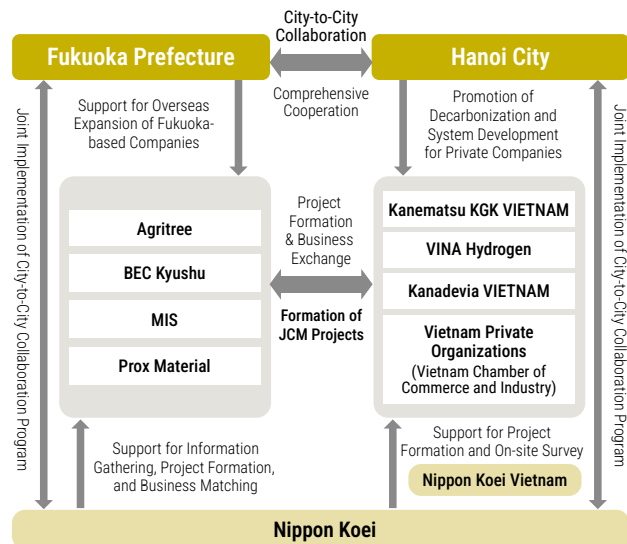 City-to-City
Collaboration
Fukuoka Prefecture
Hanoi City
Comprehensive
Cooperation
Support for Overseas
Expansion of Fukuoka-
based Companies
Promotion of
Decarbonization and
System Development
for Private Companies
Joint Implementation of City-to-City Collaboration Program
Agritree
BEC Kyushu
MIS
Prox Material
Project
Formation
& Business
Exchange
Formation of
JCM Projects
Kanematsu KGK VIETNAM
VINA Hydrogen
Kanadevia VIETNAM
Vietnam Private
Organizations
(Vietnam Chamber of
Commerce and Industry)
Joint Implementation of City-to-City Collaboration Program
Support for Information
Gathering, Project Formation,
and Business Matching
Support for Project
Formation and On-site Survey
Nippon Koei Vietnam
Nippon Koei